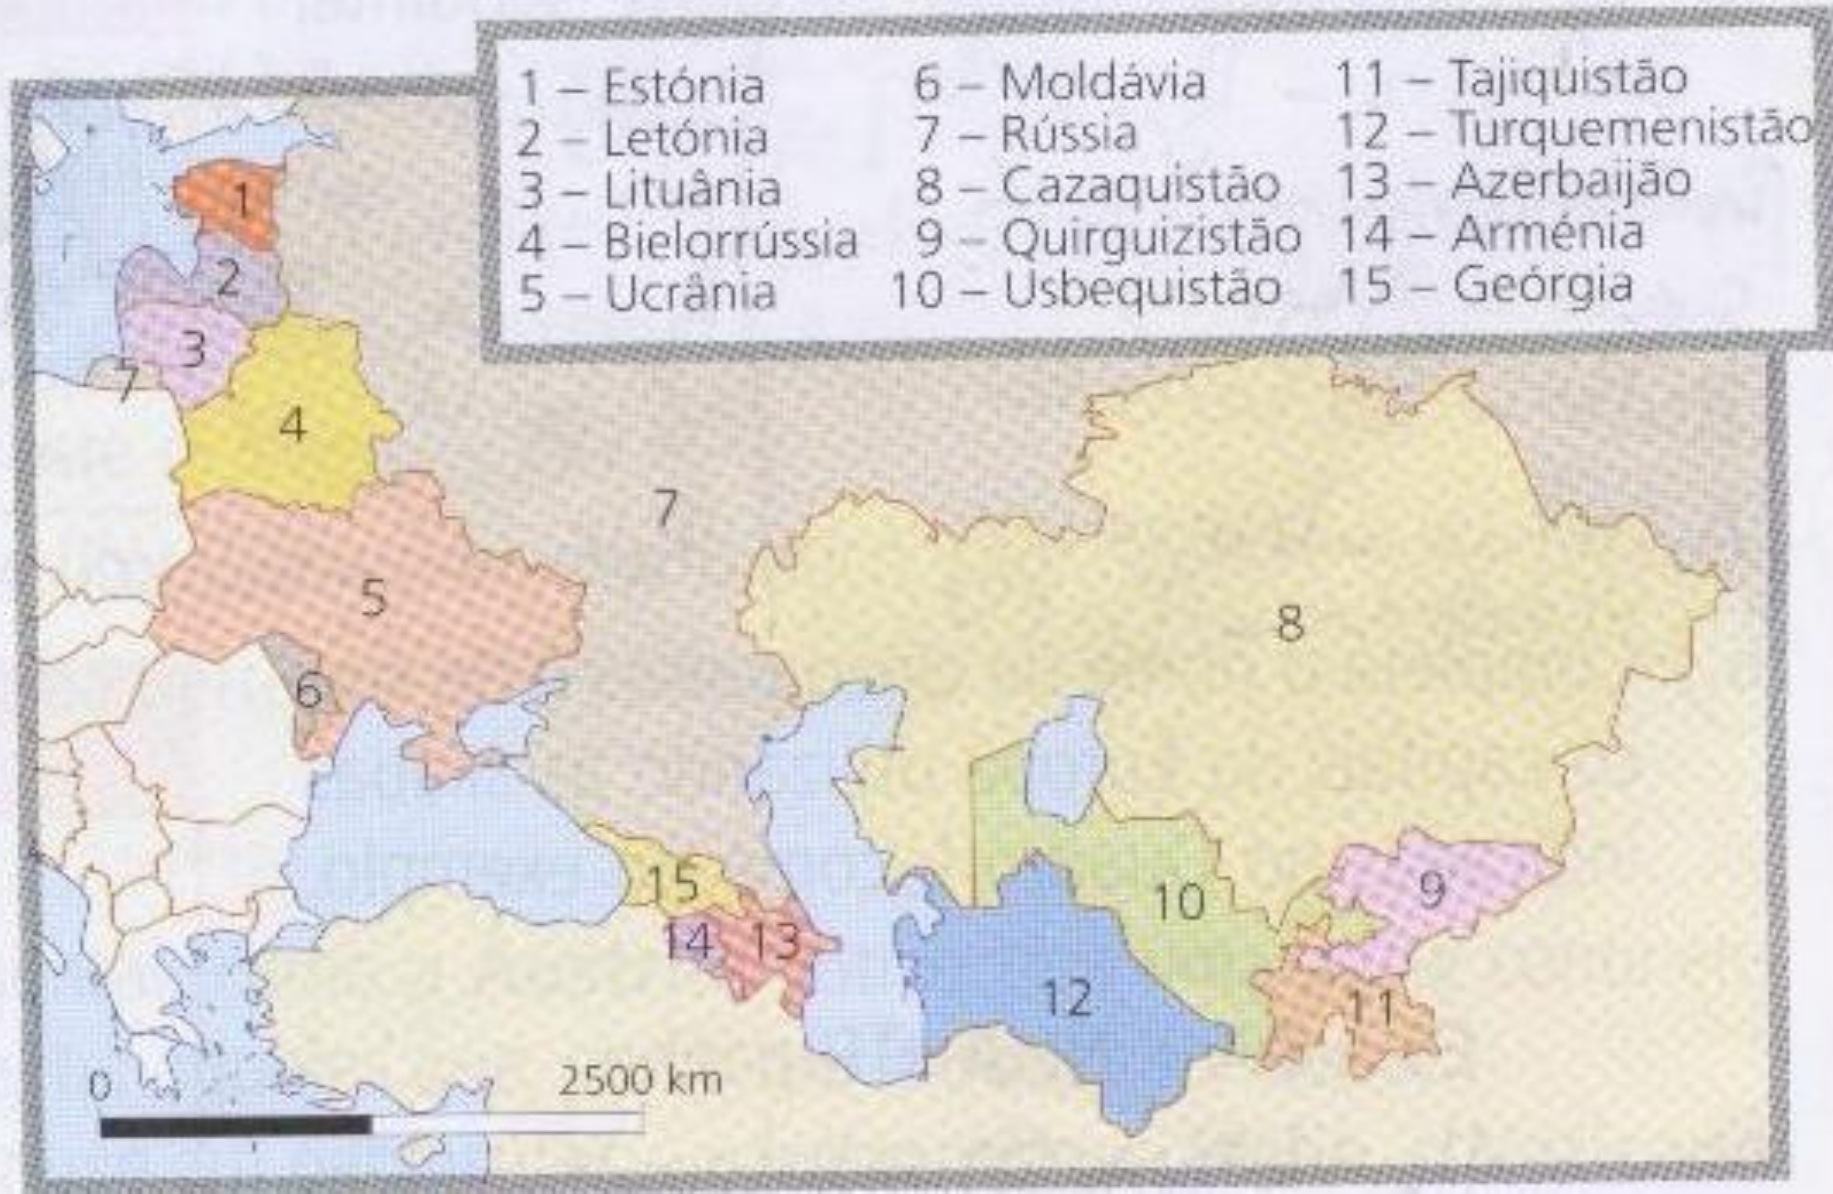 1 – Estónia
2 – Letónia
3 – Lituânia
4 – Bielorrússia
5 – Ucrânia
6 – Moldávia
7 – Rússia
8 – Cazaquistão
9 – Quirguizistão
10 – Usbequistão
11 – Tajiquistão
12 – Turquemenistão
13 – Azerbaijão
14 – Arménia
15 – Geórgia
1
2
3
7
4
7
5
8
6
15
9
10
14
13
12
11
0
2500 km